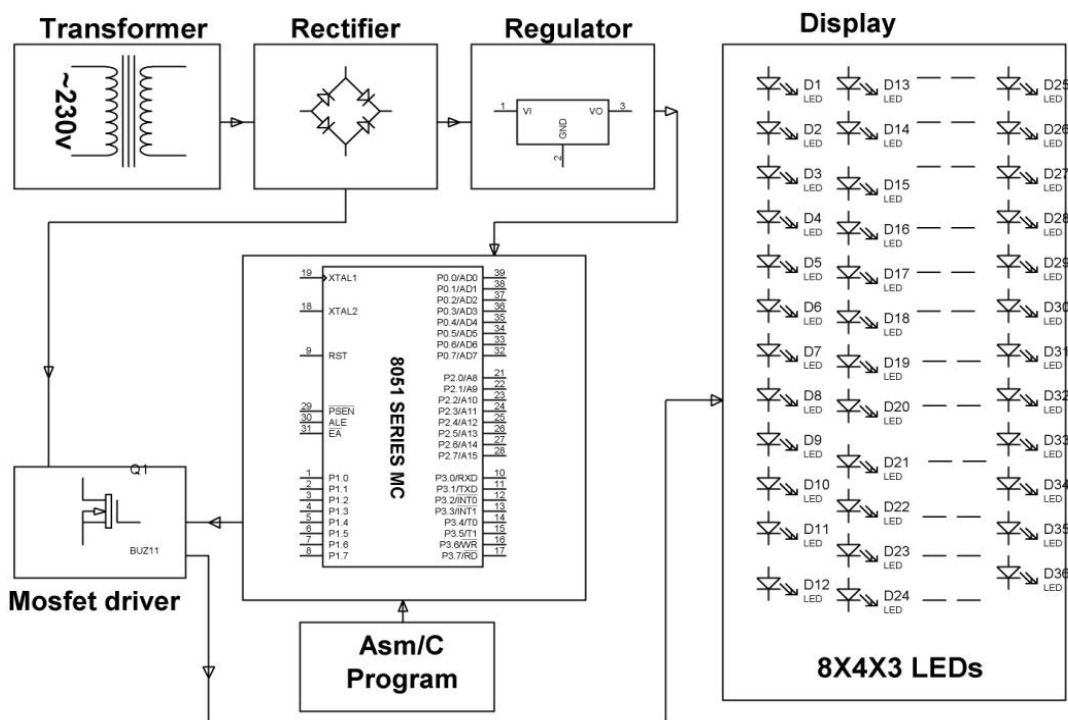 Transformer
Rectifier
Regulator
Display
~230v
1
VI
VO
3
GND
2
19
XTAL1
18
XTAL2
9
RST
29
PSEN
30
ALE
31
EA
1
P1.0
2
P1.1
3
P1.2
4
P1.3
5
P1.4
6
P1.5
7
P1.6
8
P1.7
8051 SERIES MC
P0.0/AD0
39
P0.1/AD1
38
P0.2/AD2
37
P0.3/AD3
36
P0.4/AD4
35
P0.5/AD5
34
P0.6/AD6
33
P0.7/AD7
32
P2.0/A8
21
P2.1/A9
22
P2.2/A10
23
P2.3/A11
24
P2.4/A12
25
P2.5/A13
26
P2.6/A14
27
P2.7/A15
28
P3.0/RXD
10
P3.1/TXD
11
P3.2/INT0
12
P3.3/INT1
13
P3.4/T0
14
P3.5/T1
15
P3.6/WR
16
P3.7/RD
17
Q1
BUZ11
Mosfet driver
Asm/C
Program
D1
LED
D2
LED
D3
LED
D4
LED
D5
LED
D6
LED
D7
LED
D8
LED
D9
LED
D10
LED
D11
LED
D12
LED
D13
LED
D14
LED
D15
LED
D16
LED
D17
LED
D18
LED
D19
LED
D20
LED
D21
LED
D22
LED
D23
LED
D24
LED
D25
LED
D26
LED
D27
LED
D28
LED
D29
LED
D30
LED
D31
LED
D32
LED
D33
LED
D34
LED
D35
LED
D36
LED
8X4X3 LEDs